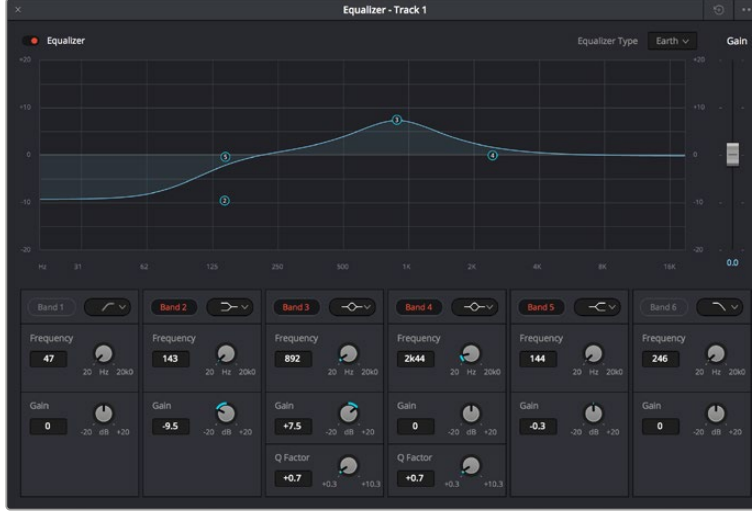 Equalizer - Track 1
Equalizer
Equalizer Type Earth Gain
+20 +20
+10 +10
0 0
-10 -10
-20 -20
Hz 31 62 125 250 500 1K 2K 4K 8K 16K
0.0
5 3 4
2
Band 1 Band 2 Band 3 Band 4 Band 5 Band 6
Frequency Frequency Frequency Frequency Frequency Frequency
47 143 892 2k44 144 246
20 Hz 20k0 20 Hz 20k0 20 Hz 20k0 20 Hz 20k0 20 Hz 20k0 20 Hz 20k0
Gain Gain Gain Gain Gain Gain
0 -9.5 +7.5 0 -0.3 0
-20 dB +20 -20 dB +20 -20 dB +20 -20 dB +20 -20 dB +20 -20 dB +20
Q Factor Q Factor
+0.7 +0.7
+0.3 +10.3 +0.3 +10.3